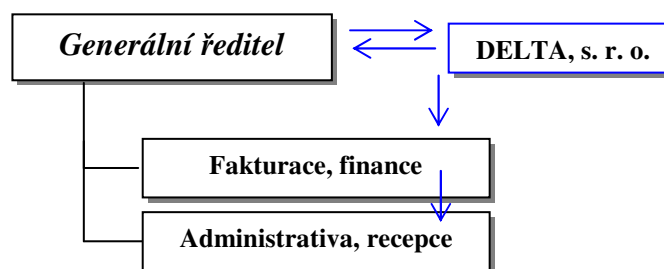 Generální ředitel
DELTA, s. r. o.
Fakturace, finance
Administrativa, recepce